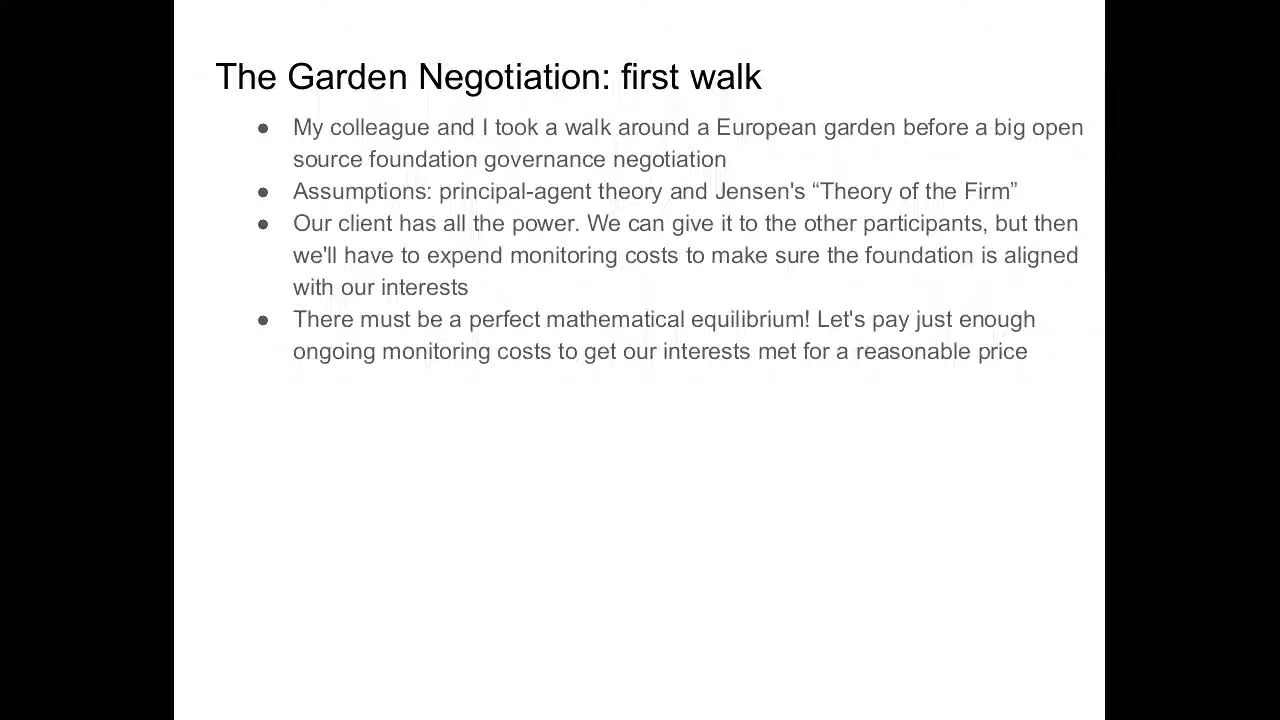 The Garden Negotiation: first walk
● My colleague and I took a walk around a European garden before a big open
source foundation governance negotiation
● Assumptions: principal-agent theory and Jensen's “Theory of the Firm”
● Our client has all the power. We can give it to the other participants, but then
we'll have to expend monitoring costs to make sure the foundation is aligned
with our interests
● There must be a perfect mathematical equilibrium! Let's pay just enough
ongoing monitoring costs to get our interests met for a reasonable price